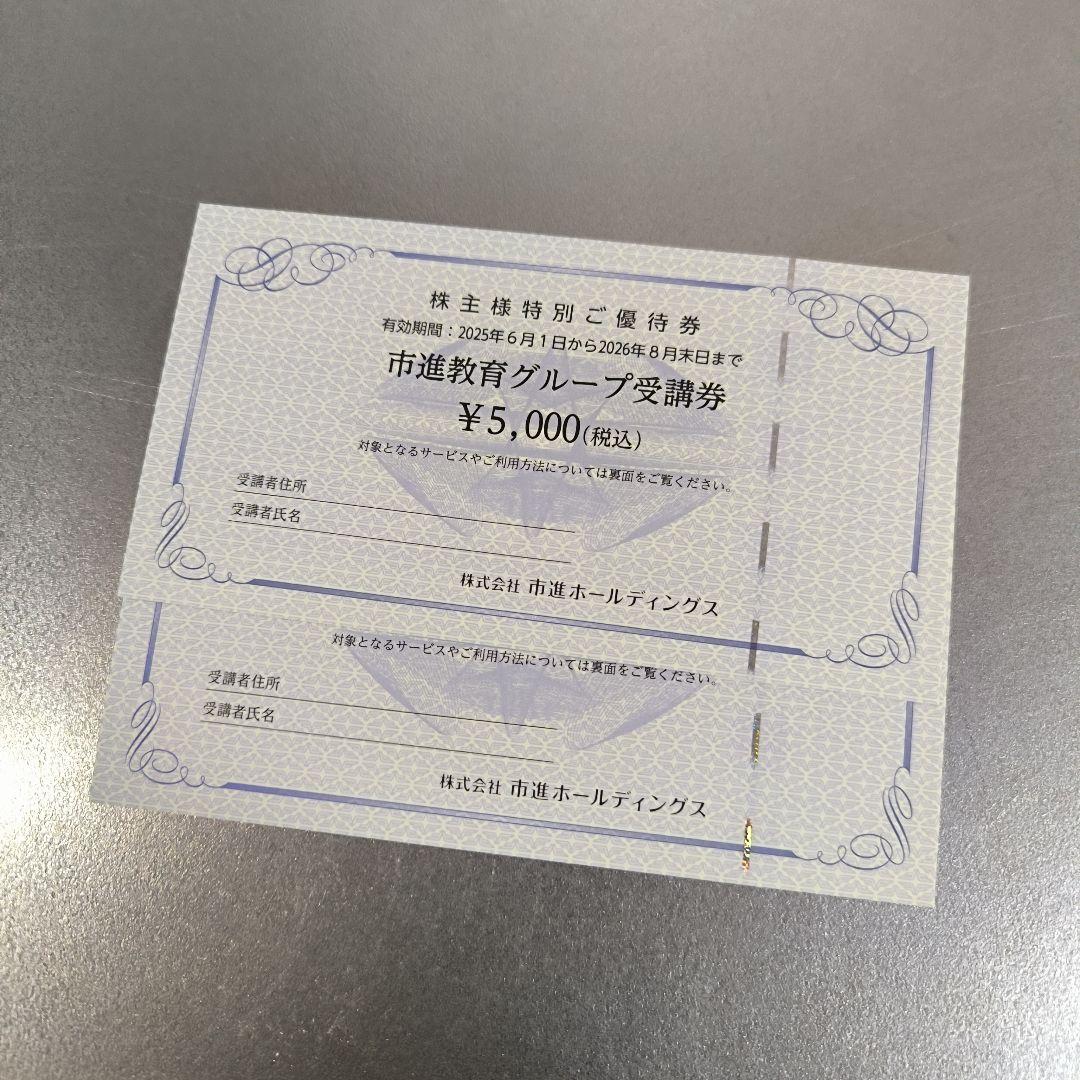 株主様特別ご優待券
有効期間：2025年6月1日から2026年8月末日まで
市進教育グループ受講券
￥5,000(税込)
対象となるサービスやご利用方法については裏面をご覧ください。
受講者住所
受講者氏名
株式会社 市進ホールディングス
対象となるサービスやご利用方法については裏面をご覧ください。
受講者住所
受講者氏名
株式会社 市進ホールディングス